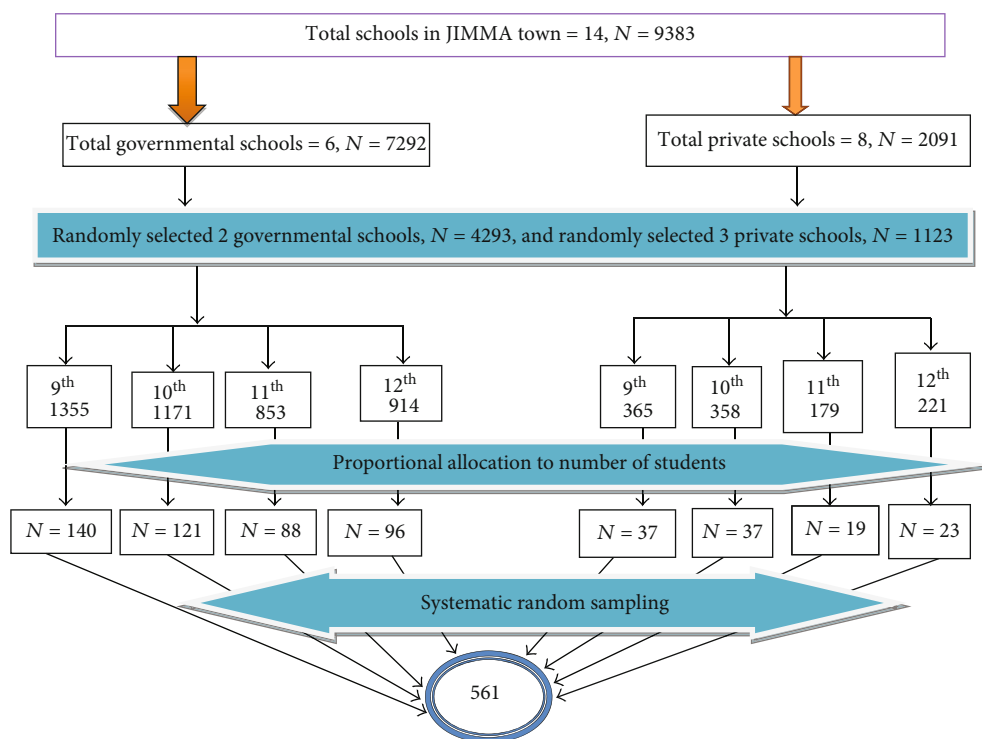 Total schools in JIMMA town = 14, N = 9383
Total governmental schools = 6, N = 7292
Total private schools = 8, N = 2091
Randomly selected 2 governmental schools, N = 4293, and randomly selected 3 private schools, N = 1123
9th
1355
10th
1171
11th
853
12th
914
9th
365
10th
358
11th
179
12th
221
Proportional allocation to number of students
N = 140
N = 121
N = 88
N = 96
N = 37
N = 37
N = 19
N = 23
Systematic random sampling
561